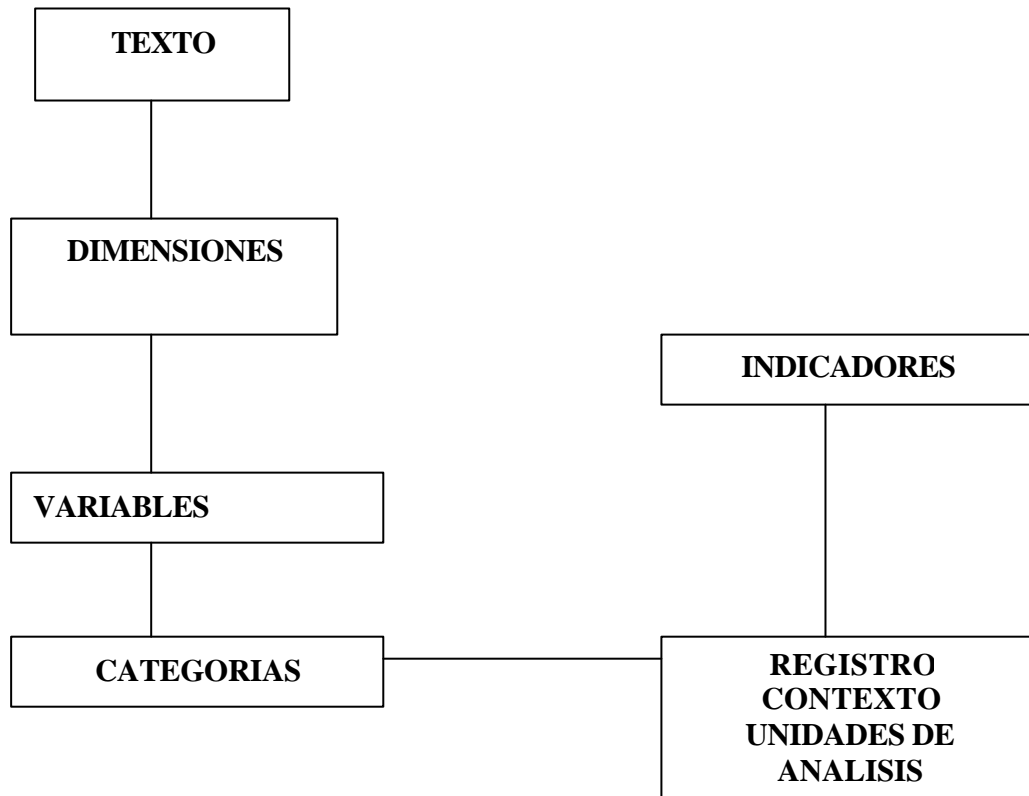 TEXTO
DIMENSIONES
INDICADORES
VARIABLES
CATEGORIAS
REGISTRO
CONTEXTO
UNIDADES DE
ANALISIS